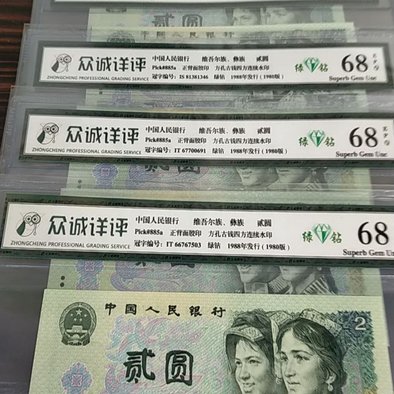 众诚详评
ZHONGCHENG PROFESSIONAL GRADING SERVICE
中国人民银行 维吾尔族、彝族 贰圆
Pick#885a 正背面胶印 方孔古钱四方连续水印
冠字编号: IS 81381346 绿钻 1988年发行(1980版)
绿 钻
68 EPQ
Superb Gem Unc
众诚详评
ZHONGCHENG PROFESSIONAL GRADING SERVICE
中国人民银行 维吾尔族、彝族 贰圆
Pick#885a 正背面胶印 方孔古钱四方连续水印
冠字编号: IT 67700691 绿钻 1988年发行(1980版)
绿 钻
68 EPQ
Superb Gem Unc
众诚详评
ZHONGCHENG PROFESSIONAL GRADING SERVICE
中国人民银行 维吾尔族、彝族 贰圆
Pick#885a 正背面胶印 方孔古钱四方连续水印
冠字编号: IT 66767503 绿钻 1988年发行(1980版)
绿 钻
68
Superb Gem Unc
中国人民银行
贰圆
2